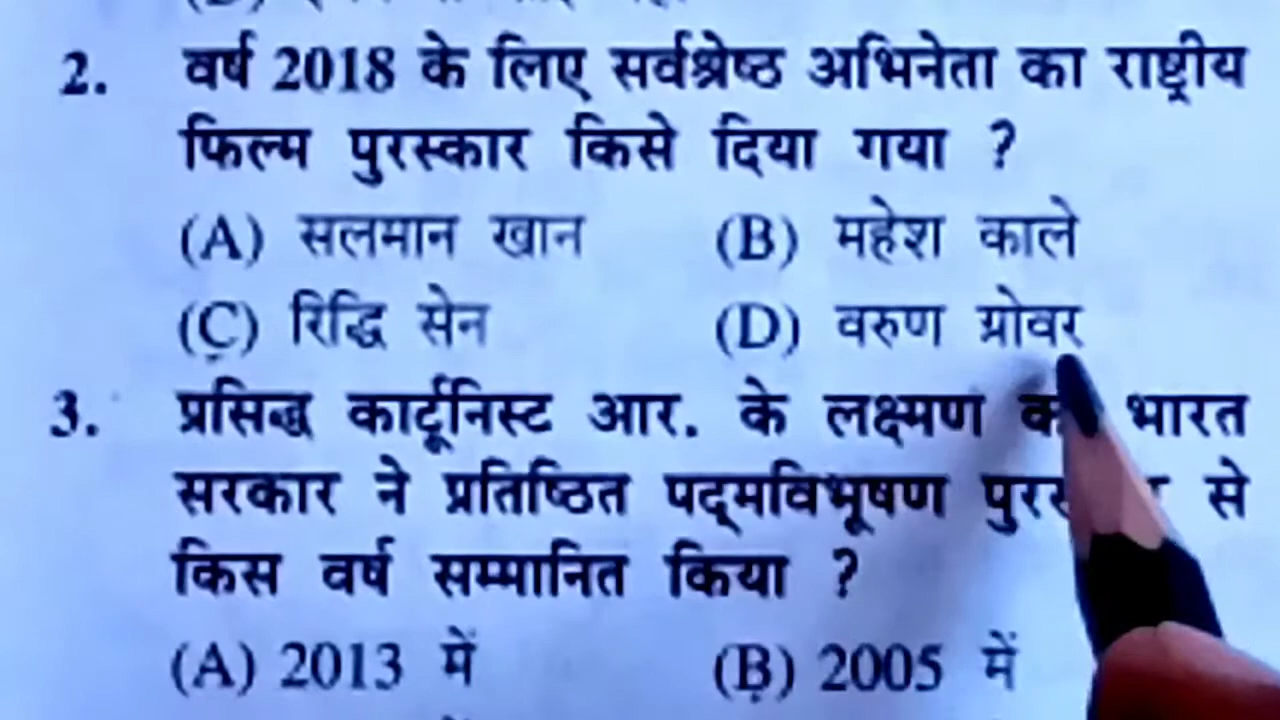 2. वर्ष 2018 के लिए सर्वश्रेष्ठ अभिनेता का राष्ट्रीय
फिल्म पुरस्कार किसे दिया गया ?
(A) सलमान खान (B) महेश काले
(C) रिद्धि सेन (D) वरुण ग्रोवर
3. प्रसिद्ध कार्टूनिस्ट आर. के लक्ष्मण भारत
सरकार ने प्रतिष्ठित पद्मविभूषण से
किस वर्ष सम्मानित किया ?
(A) 2013 में (B) 2005 में